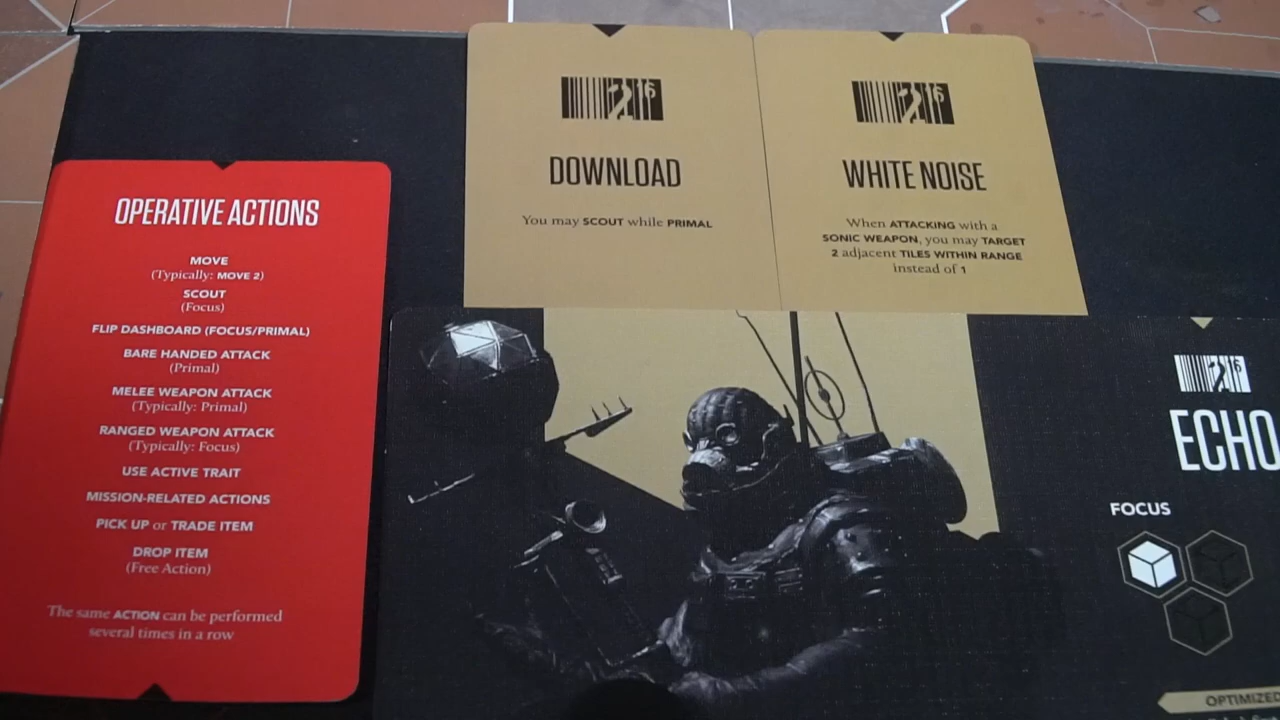 OPERATIVE ACTIONS
MOVE
(Typically: MOVE 2)
SCOUT
(Focus)
FLIP DASHBOARD (FOCUS/PRIMAL)
BARE HANDED ATTACK
(Primal)
MELEE WEAPON ATTACK
(Typically: Primal)
RANGED WEAPON ATTACK
(Typically: Focus)
USE ACTIVE TRAIT
MISSION-RELATED ACTIONS
PICK UP or TRADE ITEM
DROP ITEM
(Free Action)
The same ACTION can be performed
several times in a row
216
DOWNLOAD
You may SCOUT while PRIMAL
216
WHITE NOISE
When ATTACKING with a
SONIC WEAPON, you may TARGET
2 adjacent TILES WITHIN RANGE
instead of 1
216
ECHO
FOCUS
OPTIMIZED